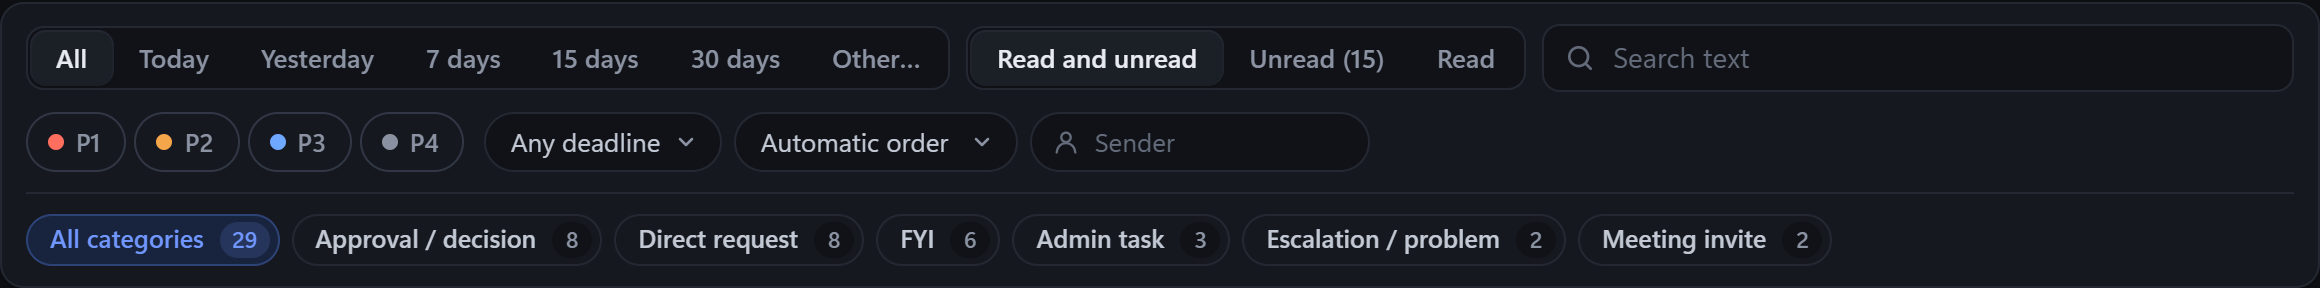 All Today Yesterday 7 days 15 days 30 days Other... Read and unread Unread (15) Read Search text
P1 P2 P3 P4 Any deadline Automatic order Sender
All categories 29 Approval / decision 8 Direct request 8 FYI 6 Admin task 3 Escalation / problem 2 Meeting invite 2